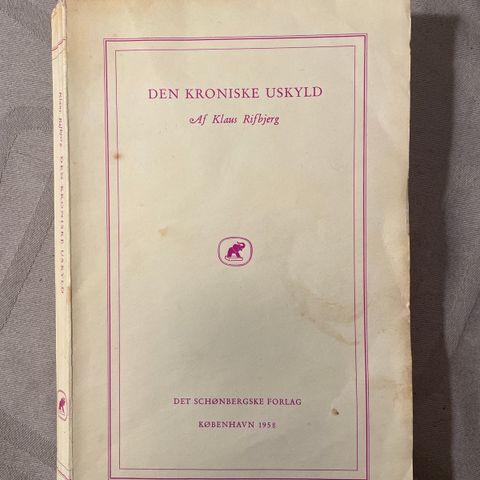 DEN KRONISKE USKYLD
Af Klaus Rifbjerg
DET SCHØNBERGSKE FORLAG
KØBENHAVN 1958
Klaus Rifbjerg DEN KRONISKE USKYLD